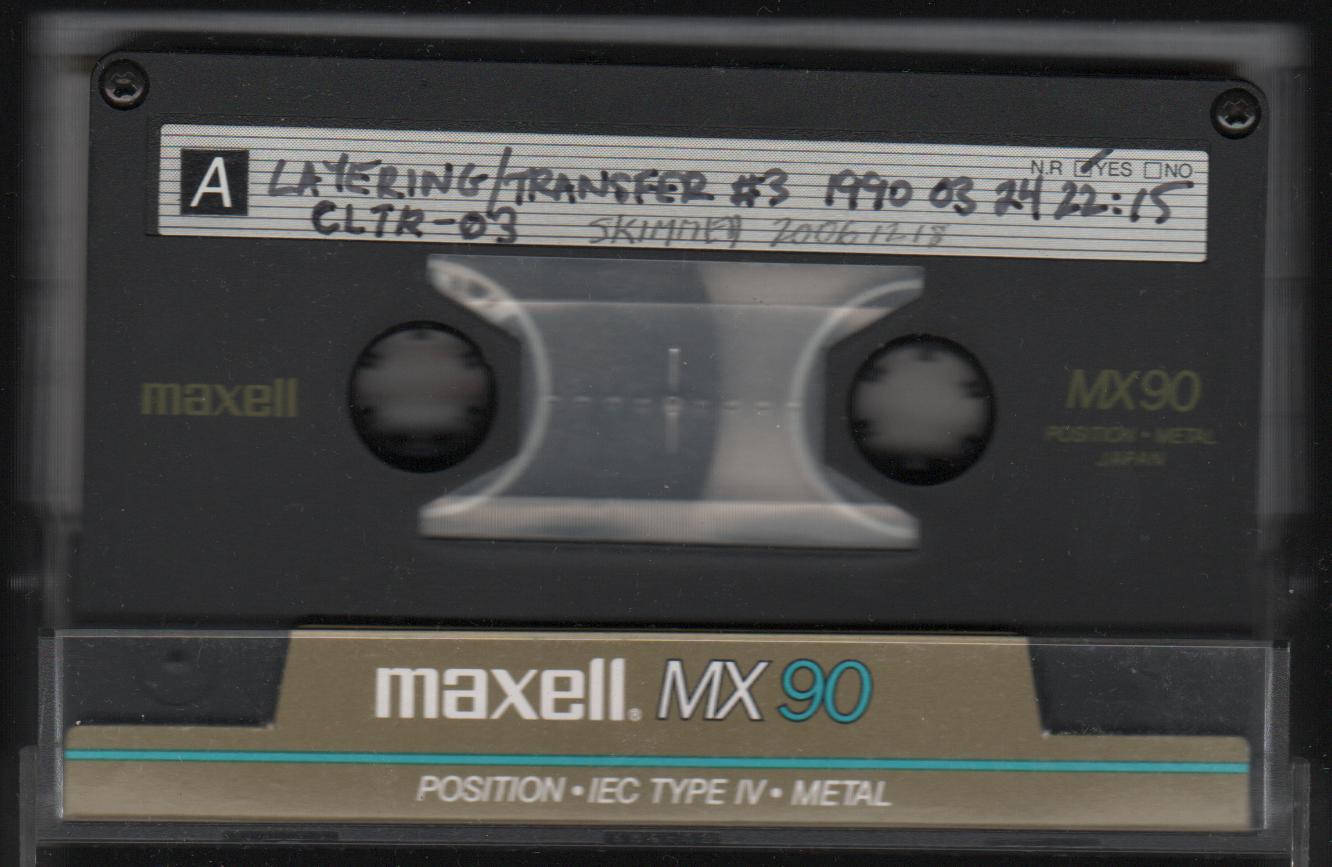 N.R ☑YES ☐NO
A LAYERING/TRANSFER #3 1990 03 24 22:15
CLTR-03 SKIMMED 2006 12 18
maxell
MX90
POSITION • METAL
JAPAN
maxell® MX 90
POSITION • IEC TYPE IV • METAL